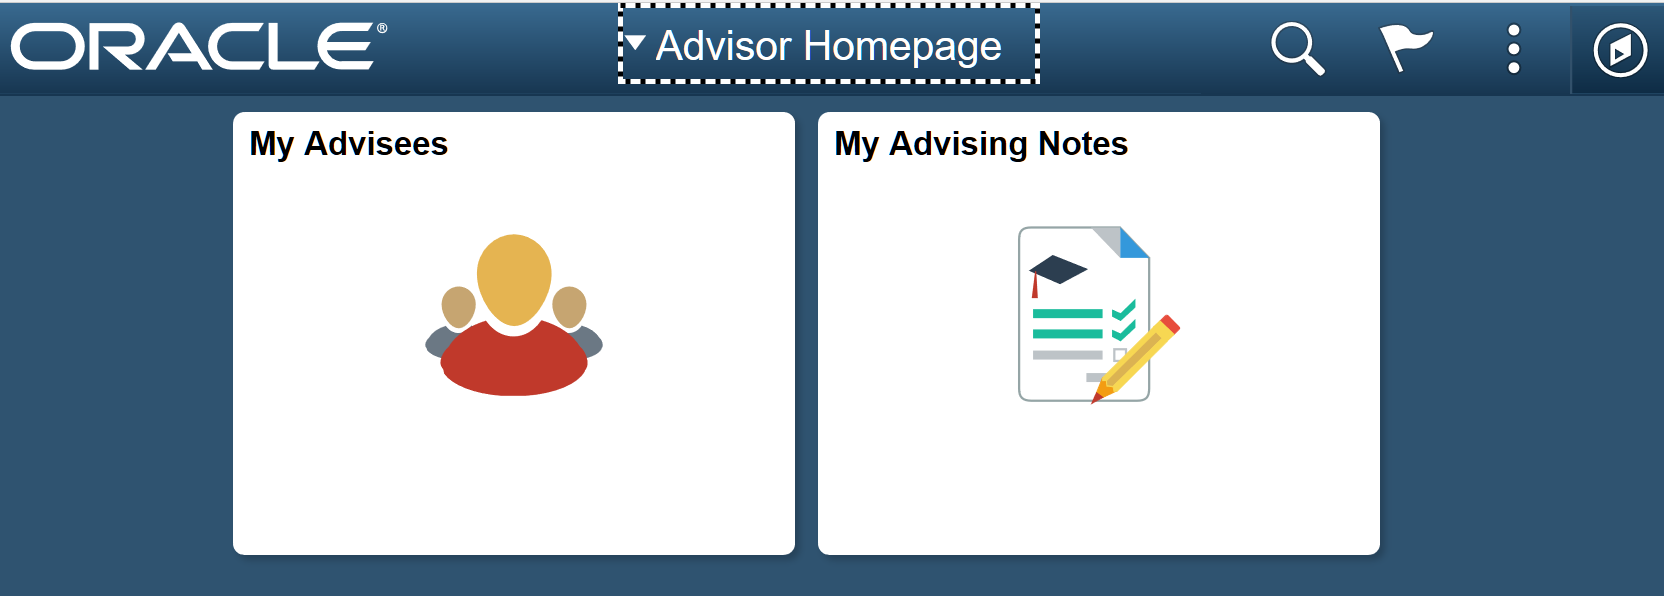 ORACLE®
Advisor Homepage
My Advisees
My Advising Notes